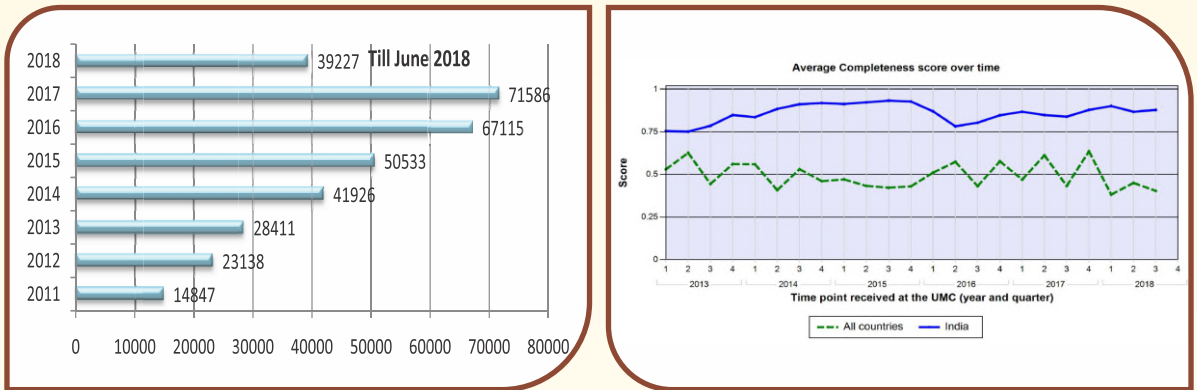 2018 39227 Till June 2018
2017 71586
2016 67115
2015 50533
2014 41926
2013 28411
2012 23138
2011 14847
0 10000 20000 30000 40000 50000 60000 70000 80000
Average Completeness score over time
1
0.75
0.5
0.25
0
Score
1 2 3 4 1 2 3 4 1 2 3 4 1 2 3 4 1 2 3 4 1 2 3 4
2013 2014 2015 2016 2017 2018
Time point received at the UMC (year and quarter)
All countries India